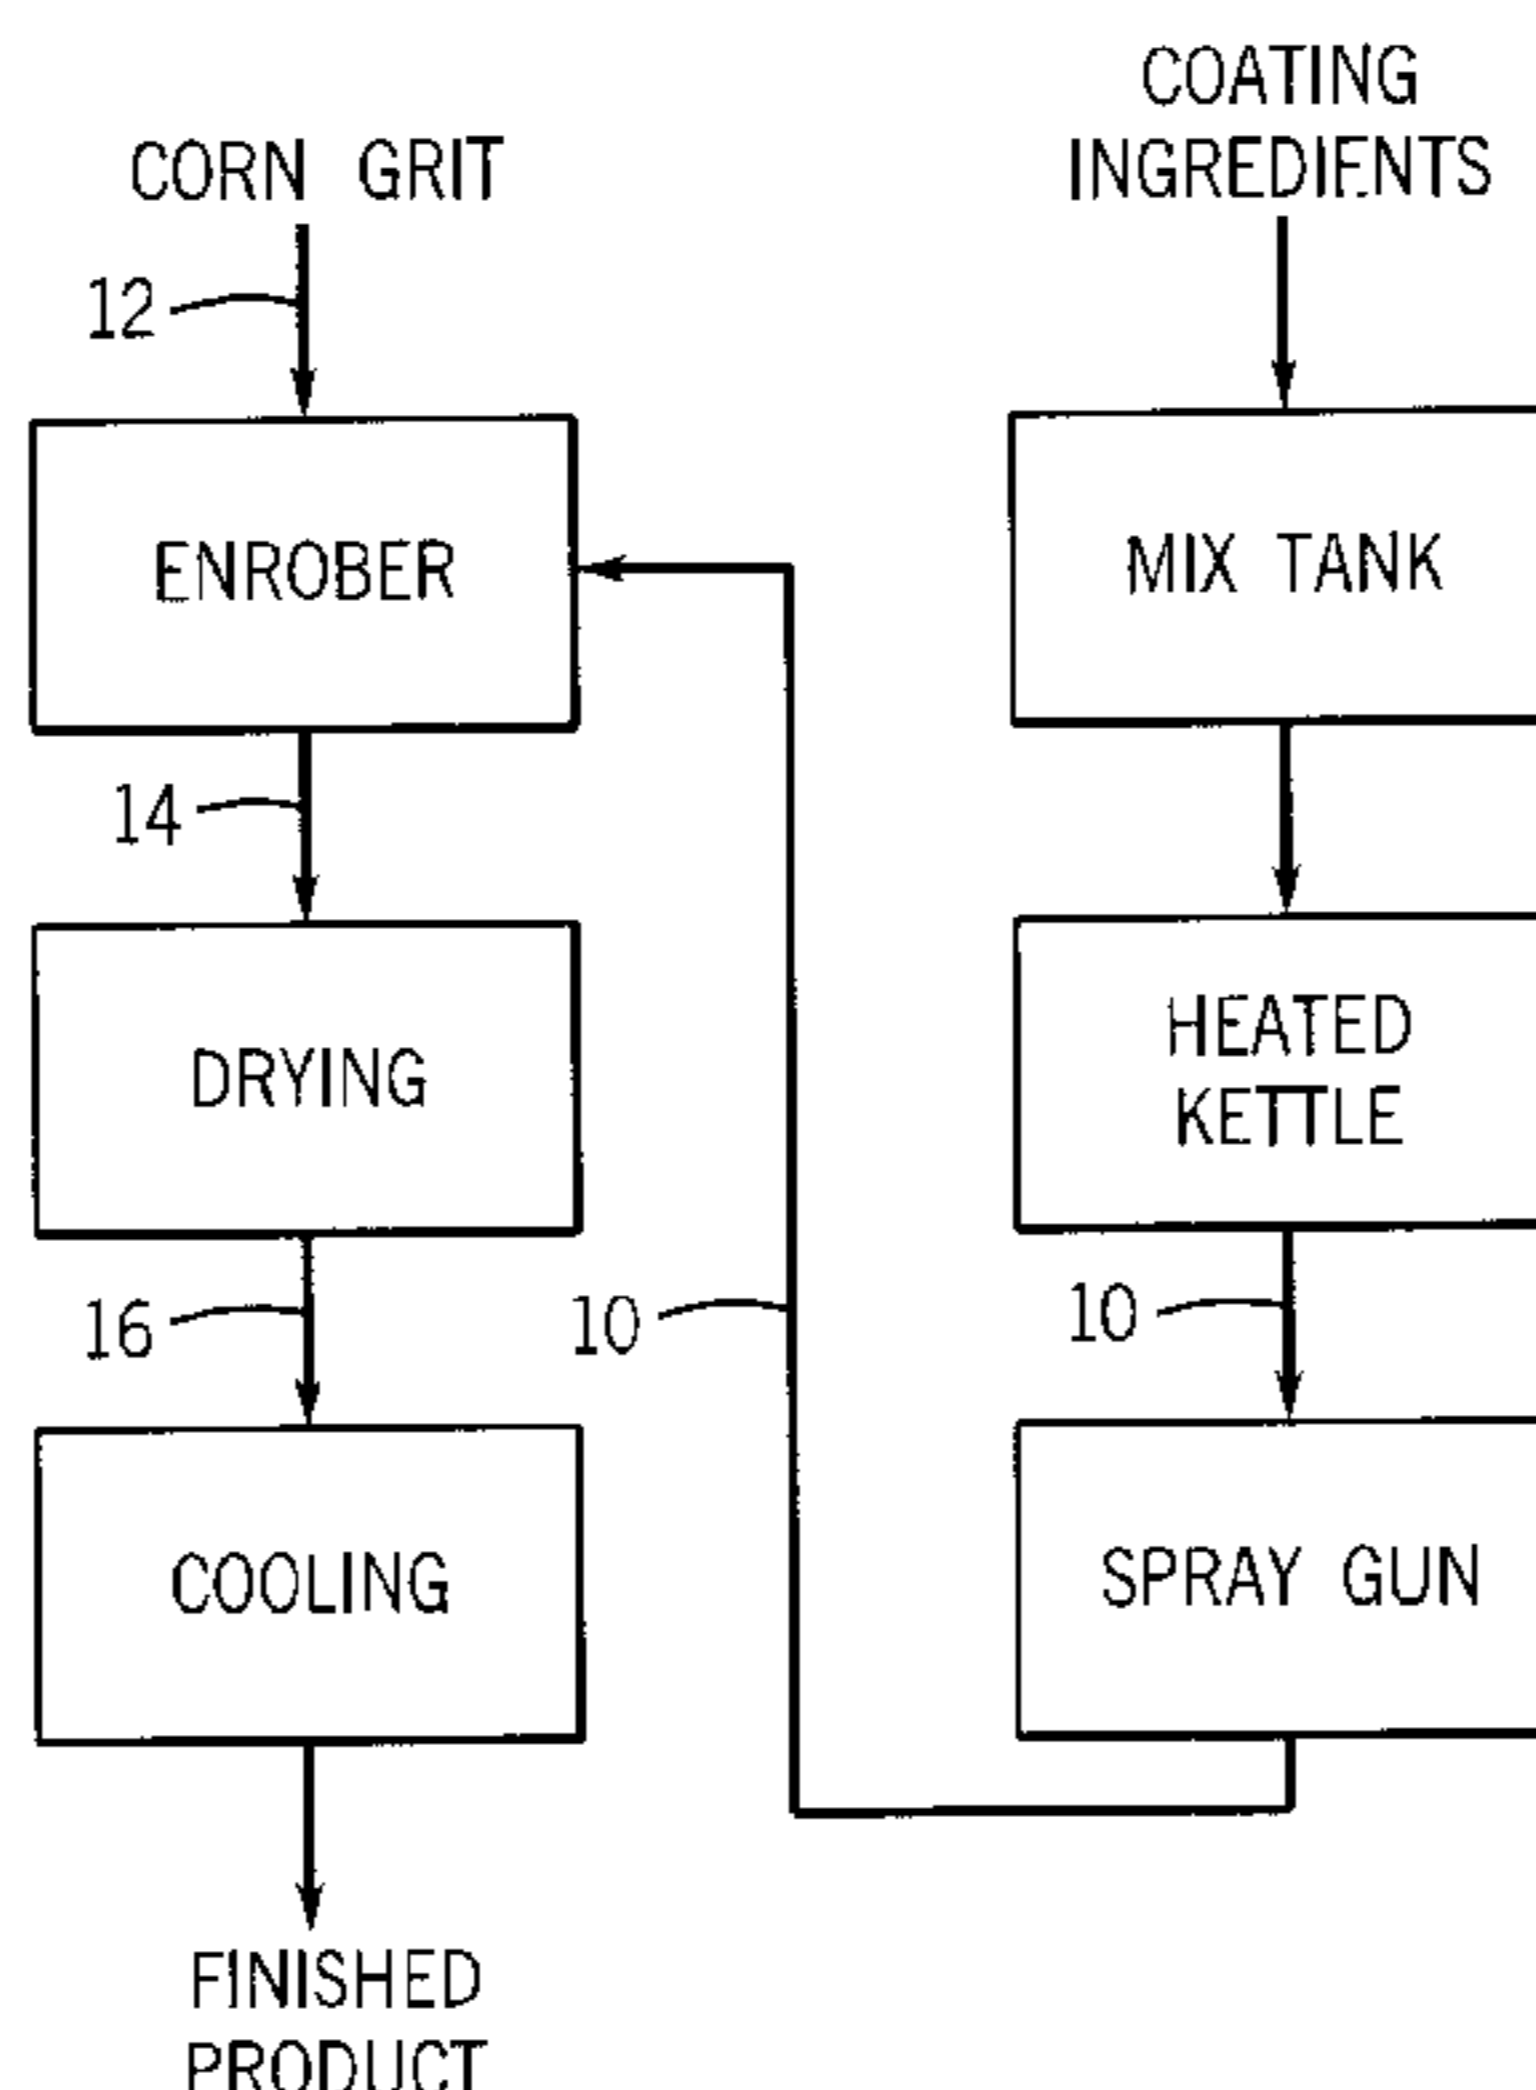 CORN GRIT
12
ENROBER
14
DRYING
16
COOLING
FINISHED
PRODUCT
COATING
INGREDIENTS
MIX TANK
HEATED
KETTLE
10
10
SPRAY GUN